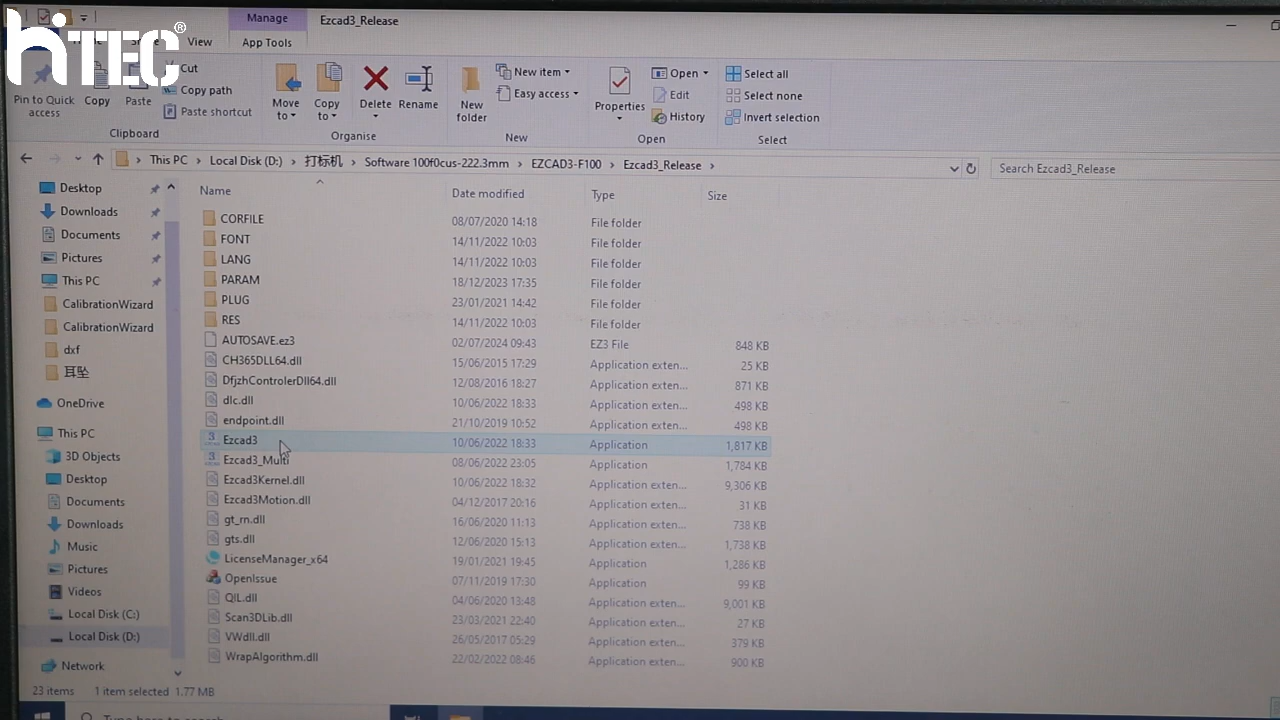 hiTEC®
Manage
Ezcad3_Release
View
App Tools
Pin to Quick access
Copy
Paste
Cut
Copy path
Paste shortcut
Clipboard
Move to
Copy to
Delete
Rename
Organise
New folder
New item
Easy access
New
Properties
Open
Edit
History
Open
Select all
Select none
Invert selection
Select
This PC > Local Disk (D:) > 打标机 > Software 100f0cus-222.3mm > EZCAD3-F100 > Ezcad3_Release >
Search Ezcad3_Release
Desktop
Downloads
Documents
Pictures
This PC
CalibrationWizard
CalibrationWizard
dxf
耳坠
OneDrive
This PC
3D Objects
Desktop
Documents
Downloads
Music
Pictures
Videos
Local Disk (C:)
Local Disk (D:)
Network
Name Date modified Type Size
CORFILE 08/07/2020 14:18 File folder
FONT 14/11/2022 10:03 File folder
LANG 14/11/2022 10:03 File folder
PARAM 18/12/2023 17:35 File folder
PLUG 23/01/2021 14:42 File folder
RES 14/11/2022 10:03 File folder
AUTOSAVE.ez3 02/07/2024 09:43 EZ3 File 848 KB
CH365DLL64.dll 15/06/2015 17:29 Application exten... 25 KB
DfjzhControlerDll64.dll 12/08/2016 18:27 Application exten... 871 KB
dlc.dll 10/06/2022 18:33 Application exten... 498 KB
endpoint.dll 21/10/2019 10:52 Application exten... 498 KB
Ezcad3 10/06/2022 18:33 Application 1,817 KB
Ezcad3_Multi 08/06/2022 23:05 Application 1,784 KB
Ezcad3Kernel.dll 10/06/2022 18:32 Application exten... 9,306 KB
Ezcad3Motion.dll 04/12/2017 20:16 Application exten... 31 KB
gt_rn.dll 16/06/2020 11:13 Application exten... 738 KB
gts.dll 12/06/2020 15:13 Application exten... 1,738 KB
LicenseManager_x64 19/01/2021 19:45 Application 1,286 KB
OpenIssue 07/11/2019 17:30 Application 99 KB
QIL.dll 04/06/2020 13:48 Application exten... 9,001 KB
Scan3DLib.dll 23/03/2021 22:40 Application exten... 27 KB
VWdll.dll 26/05/2017 05:29 Application exten... 379 KB
WrapAlgorithm.dll 22/02/2022 08:46 Application exten... 900 KB
23 items 1 item selected 1.77 MB